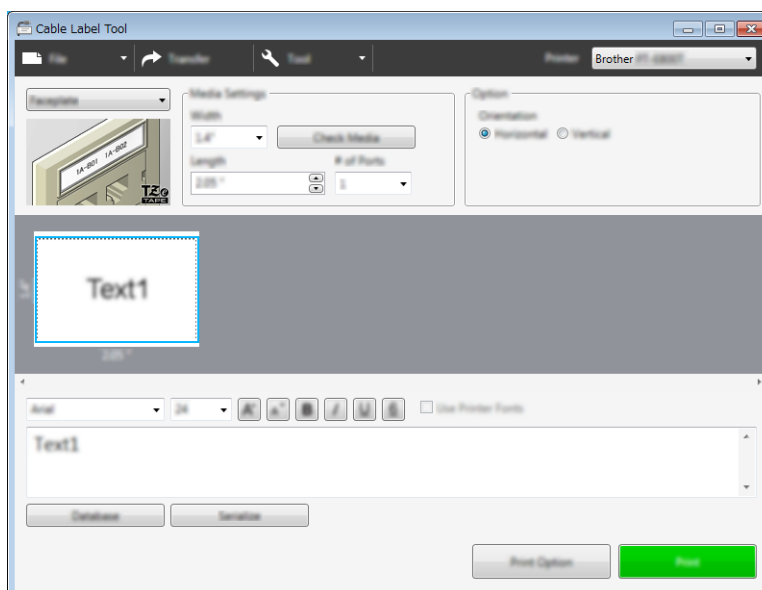 Cable Label Tool
File Transfer Tool Printer Brother
Faceplate Media Settings Option
Width Orientation
1.4" Check Media Horizontal Vertical
Length # of Ports
2.05 " 1
1A-B01 1A-B02
TZe
TAPE
Text1
2.05 "
Arial 24 Use Printer Fonts
Text1
Database Serialize
Print Option Print